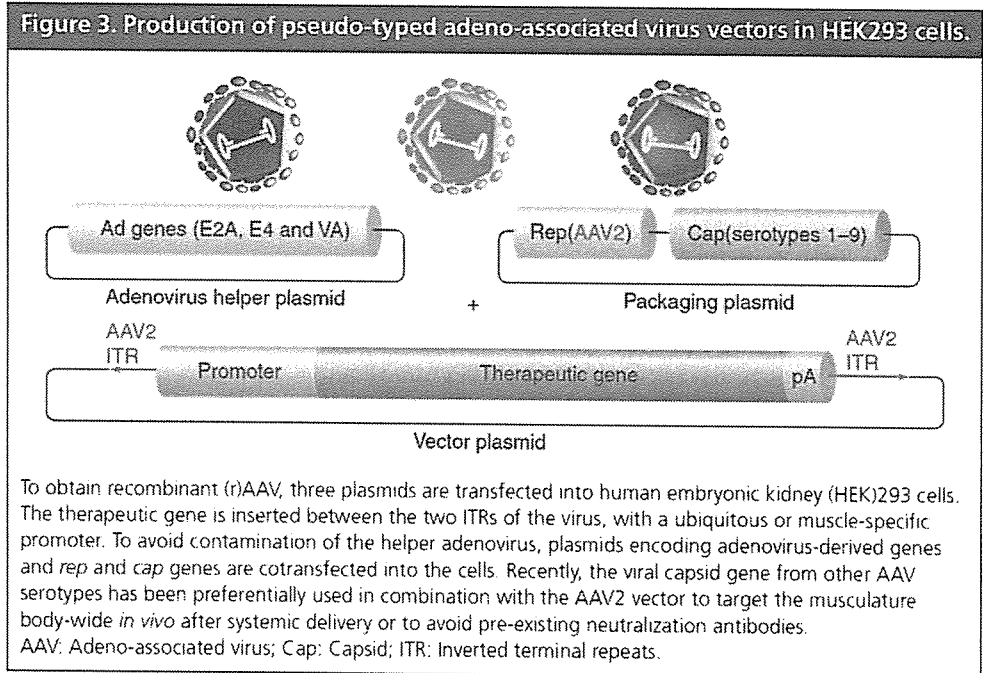 Figure 3. Production of pseudo-typed adeno-associated virus vectors in HEK293 cells.
Ad genes (E2A, E4 and VA)
Rep(AAV2)
Cap(serotypes 1–9)
Adenovirus helper plasmid
+
Packaging plasmid
AAV2
ITR
Promoter
Therapeutic gene
pA
AAV2
ITR
Vector plasmid
To obtain recombinant (r)AAV, three plasmids are transfected into human embryonic kidney (HEK)293 cells.
The therapeutic gene is inserted between the two ITRs of the virus, with a ubiquitous or muscle-specific
promoter. To avoid contamination of the helper adenovirus, plasmids encoding adenovirus-derived genes
and rep and cap genes are cotransfected into the cells. Recently, the viral capsid gene from other AAV
serotypes has been preferentially used in combination with the AAV2 vector to target the musculature
body-wide in vivo after systemic delivery or to avoid pre-existing neutralization antibodies.
AAV: Adeno-associated virus; Cap: Capsid; ITR: Inverted terminal repeats.